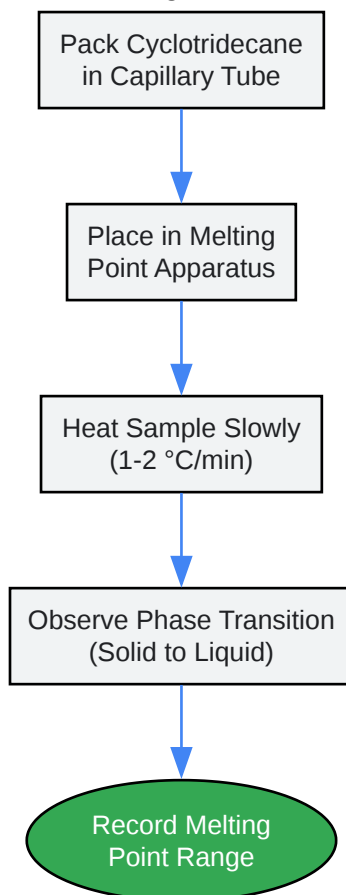 Pack Cyclotridecane
in Capillary Tube
Place in Melting
Point Apparatus
Heat Sample Slowly
(1-2 °C/min)
Observe Phase Transition
(Solid to Liquid)
Record Melting
Point Range